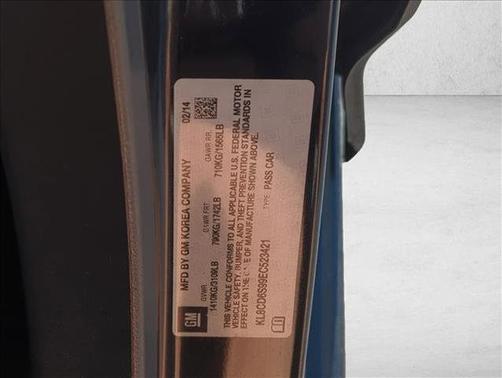 GM
MFD BY GM KOREA COMPANY 02/14
GVWR GAWR FRT GAWR RR
1410KG/3109LB 790KG/1742LB 710KG/1565LB
THIS VEHICLE CONFORMS TO ALL APPLICABLE U.S. FEDERAL MOTOR
VEHICLE SAFETY, BUMPER, AND THEFT PREVENTION STANDARDS IN
EFFECT ON THE DATE OF MANUFACTURE SHOWN ABOVE.
KL8CD6S99EC523421 TYPE: PASS CAR